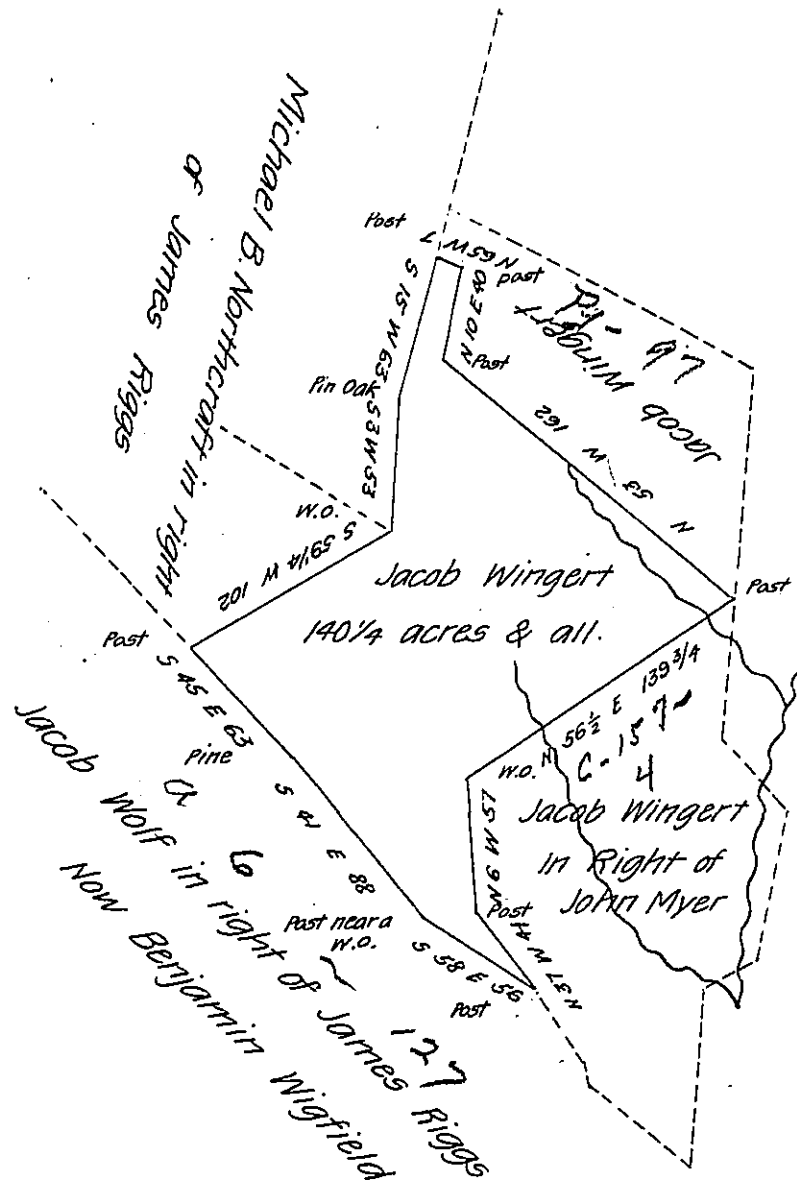 Michael B. Northcraft in right
of James Riggs
Post
N 65 W 7
Post
N 10 E 40
Post
S 15 W 63
Pin Oak
S 3 W 53
Jacob Wingert
N 53 W 162
W.O.
S 59 1/4 W 102
Jacob Wingert
140 1/4 acres & all.
Post
N 56 1/2 E 139 3/4
W.O.
C-157-
4
Jacob Wingert
in Right of
John Myer
N 6 W 57
Post
N 37 W 41
Post
S 45 E 63
Pine
S 41 E 88
Post near a
W.O.
S 58 E 56
Post
Jacob Wolf in right of James Riggs
Now Benjamin Wigfield
6
127